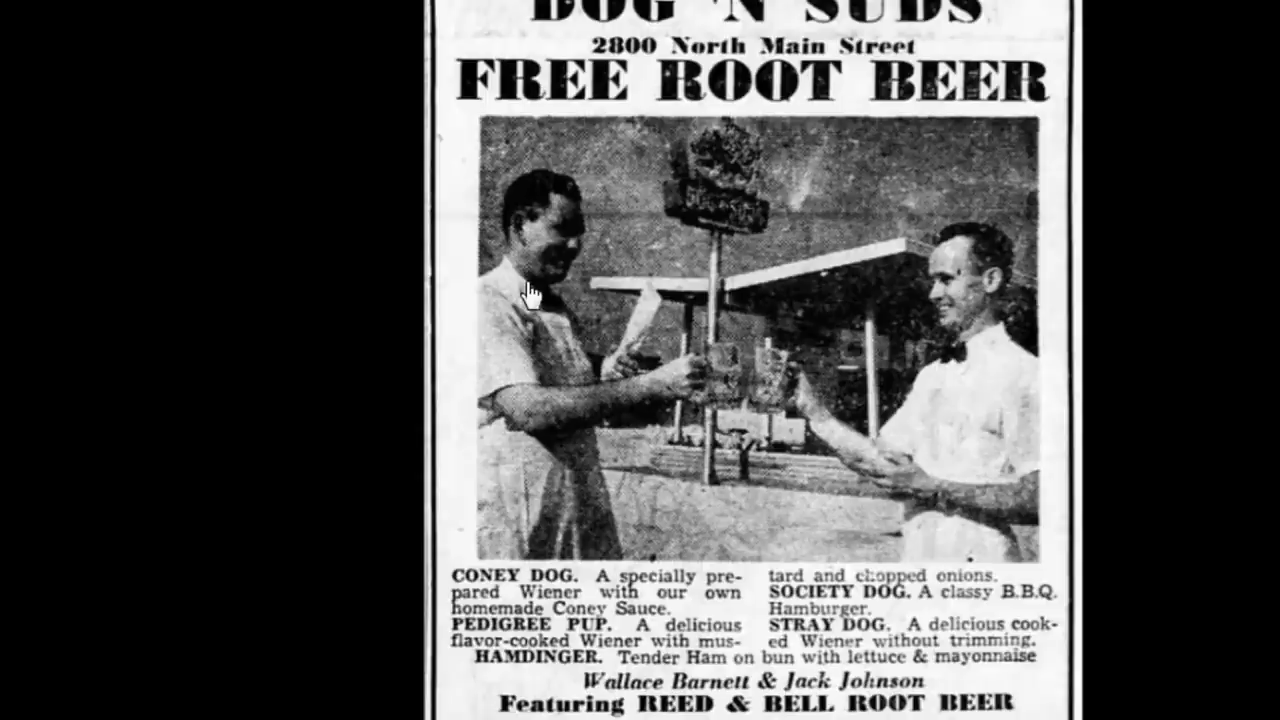 DOG 'N SUDS
2800 North Main Street
FREE ROOT BEER
CONEY DOG. A specially pre-
pared Wiener with our own
homemade Coney Sauce.
PEDIGREE PUP. A delicious
flavor-cooked Wiener with mus-
tard and chopped onions.
SOCIETY DOG. A classy B.B.Q.
Hamburger.
STRAY DOG. A delicious cook-
ed Wiener without trimming.
HAMDINGER. Tender Ham on bun with lettuce & mayonnaise
Wallace Barnett & Jack Johnson
Featuring REED & BELL ROOT BEER